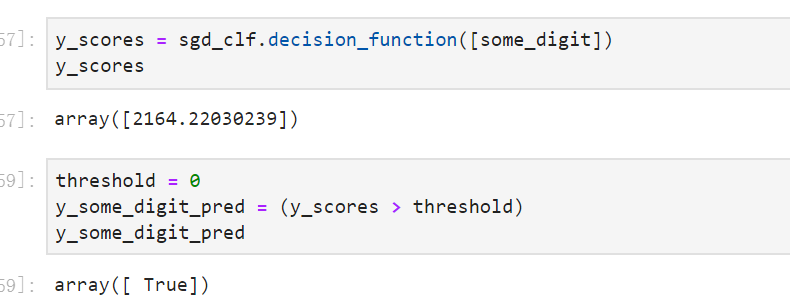 57]: y_scores = sgd_clf.decision_function([some_digit])
y_scores
57]: array([2164.22030239])
59]: threshold = 0
y_some_digit_pred = (y_scores > threshold)
y_some_digit_pred
59]: array([ True])